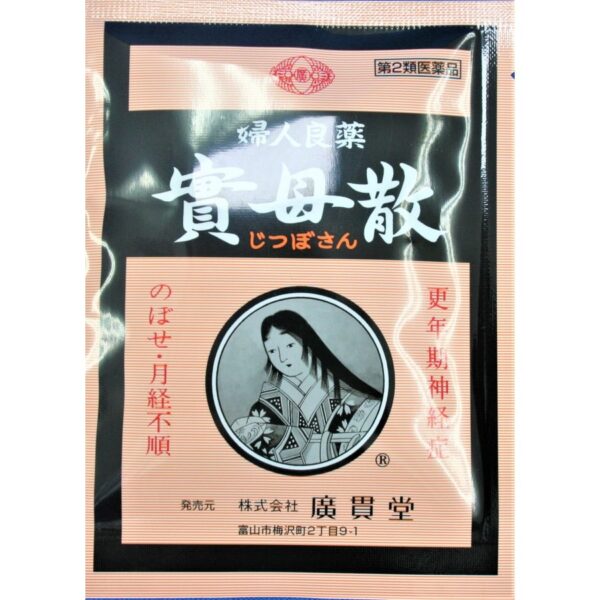 廣
第2類医薬品
婦人良薬
實母散
じつぼさん
更年期神経症
のぼせ・月経不順
®
発売元 株式会社 廣貫堂
富山市梅沢町2丁目9-1